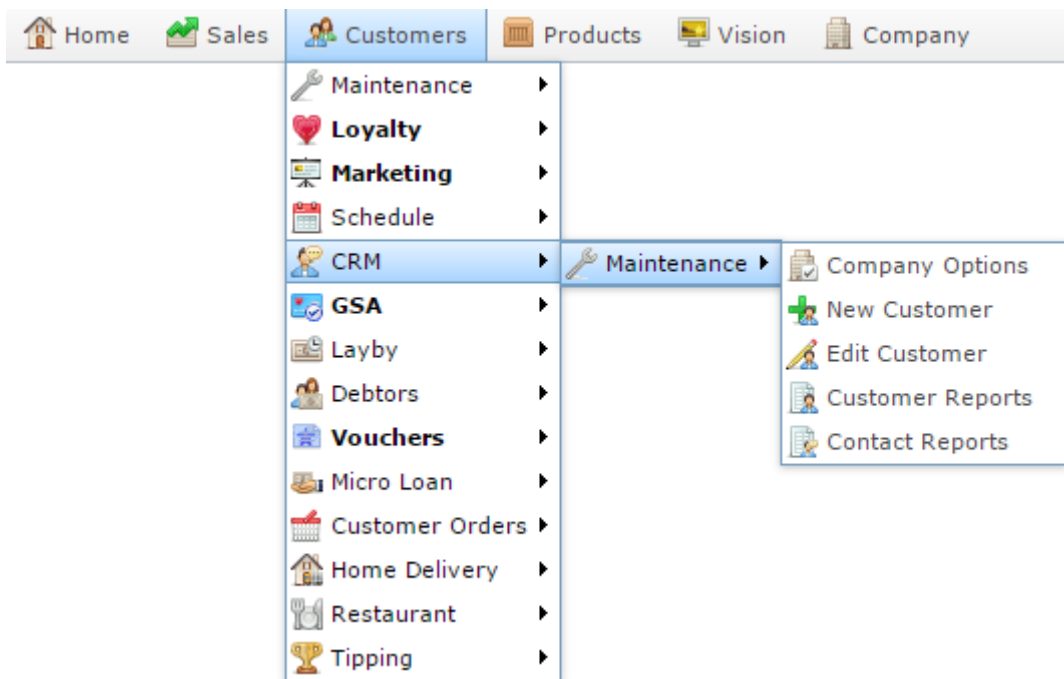 Home Sales Customers Products Vision Company
Maintenance
Loyalty
Marketing
Schedule
CRM
Maintenance
Company Options
New Customer
Edit Customer
Customer Reports
Contact Reports
GSA
Layby
Debtors
Vouchers
Micro Loan
Customer Orders
Home Delivery
Restaurant
Tipping